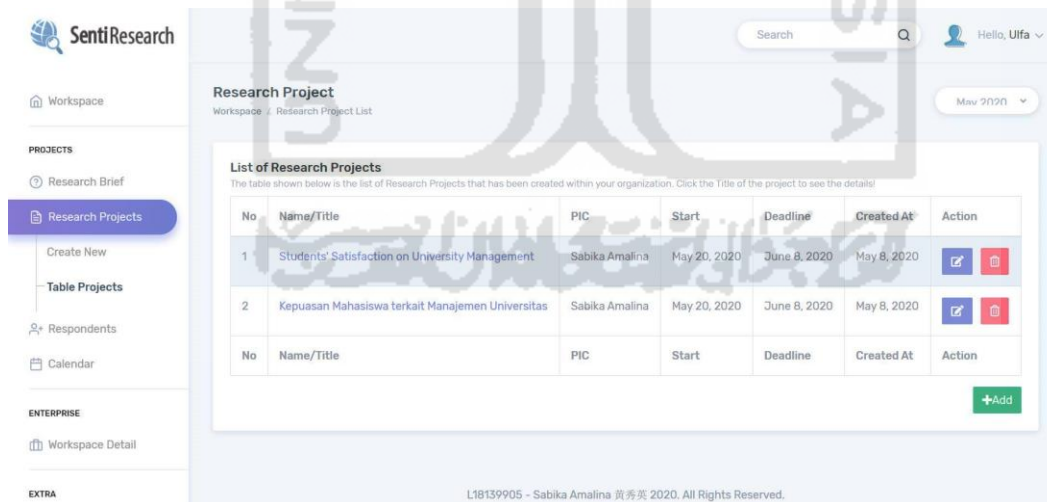 SentiResearch
Search
Hello, Ulfa
Workspace
PROJECTS
Research Brief
Research Projects
Create New
Table Projects
Respondents
Calendar
ENTERPRISE
Workspace Detail
EXTRA
Research Project
Workspace / Research Project List
May 2020
List of Research Projects
The table shown below is the list of Research Projects that has been created within your organization. Click the Title of the project to see the details!
No Name/Title PIC Start Deadline Created At Action
1 Students' Satisfaction on University Management Sabika Amalina May 20, 2020 June 8, 2020 May 8, 2020
2 Kepuasan Mahasiswa terkait Manajemen Universitas Sabika Amalina May 20, 2020 June 8, 2020 May 8, 2020
No Name/Title PIC Start Deadline Created At Action
+Add
L18139905 - Sabika Amalina 黄秀英 2020. All Rights Reserved.